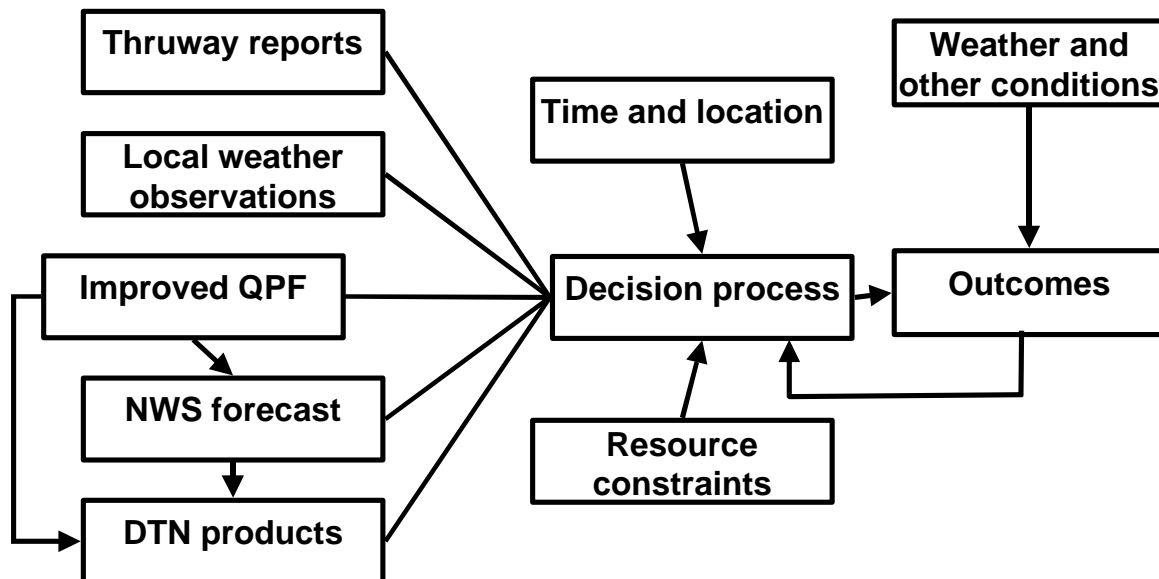 Thruway reports
Local weather
observations
Improved QPF
NWS forecast
DTN products
Time and location
Decision process
Resource
constraints
Weather and
other conditions
Outcomes